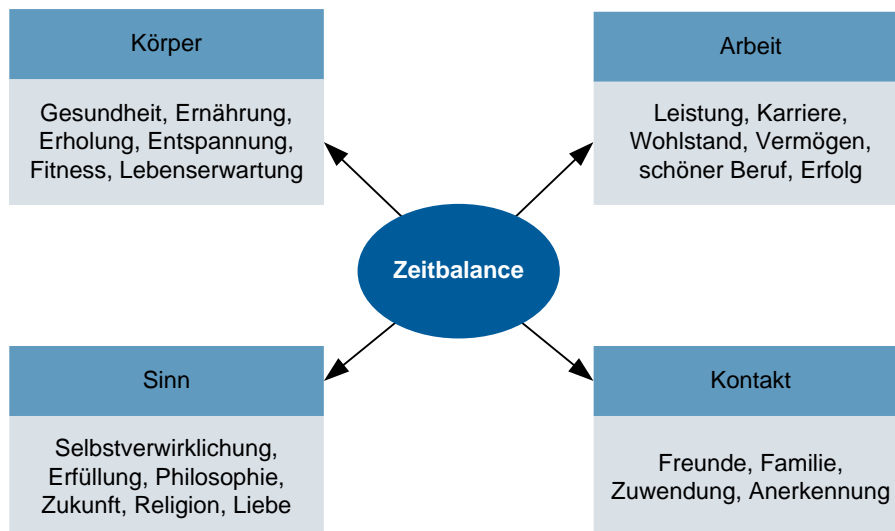 Körper
Gesundheit, Ernährung,
Erholung, Entspannung,
Fitness, Lebenserwartung
Arbeit
Leistung, Karriere,
Wohlstand, Vermögen,
schöner Beruf, Erfolg
Zeitbalance
Sinn
Selbstverwirklichung,
Erfüllung, Philosophie,
Zukunft, Religion, Liebe
Kontakt
Freunde, Familie,
Zuwendung, Anerkennung